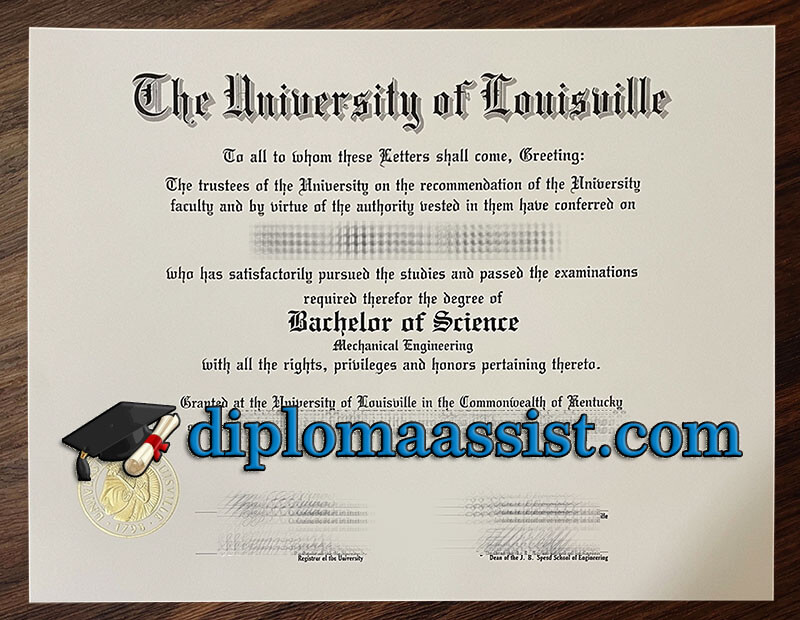 The University of Louisville
To all to whom these Letters shall come, Greeting:
The trustees of the University on the recommendation of the University
faculty and by virtue of the authority vested in them have conferred on
who has satisfactorily pursued the studies and passed the examinations
required therefor the degree of
Bachelor of Science
Mechanical Engineering
with all the rights, privileges and honors pertaining thereto.
Granted at the University of Louisville in the Commonwealth of Kentucky
diplomaassist.com
1798
Registrar of the University
Dean of the J. B. Speed School of Engineering